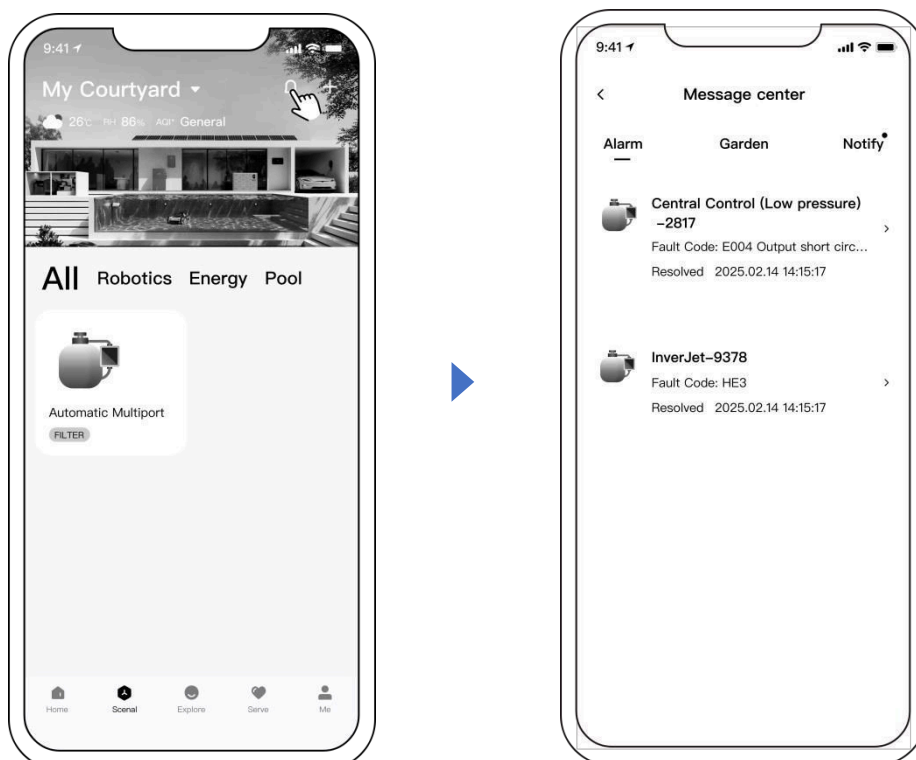 9:41
My Courtyard
26°C RH 86% AQI* General
All Robotics Energy Pool
Automatic Multiport
FILTER
Home Scenal Explore Serve Me
9:41
Message center
Alarm Garden Notify
Central Control (Low pressure)
-2817
Fault Code: E004 Output short circ...
Resolved 2025.02.14 14:15:17
InverJet-9378
Fault Code: HE3
Resolved 2025.02.14 14:15:17